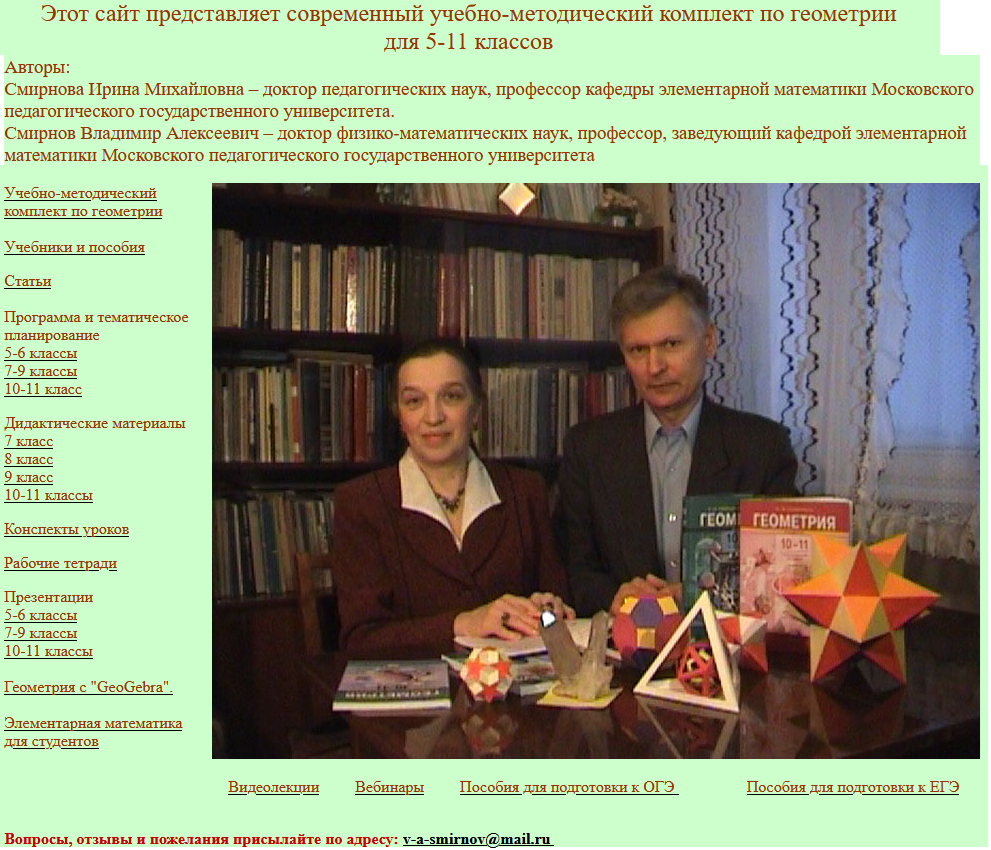 Этот сайт представляет современный учебно-методический комплект по геометрии
для 5-11 классов
Авторы:
Смирнова Ирина Михайловна – доктор педагогических наук, профессор кафедры элементарной математики Московского
педагогического государственного университета.
Смирнов Владимир Алексеевич – доктор физико-математических наук, профессор, заведующий кафедрой элементарной
математики Московского педагогического государственного университета
Учебно-методический
комплект по геометрии
Учебники и пособия
Статьи
Программа и тематическое
планирование
5-6 классы
7-9 классы
10-11 класс
Дидактические материалы
7 класс
8 класс
9 класс
10-11 классы
Конспекты уроков
Рабочие тетради
Презентации
5-6 классы
7-9 классы
10-11 классы
Геометрия с "GeoGebra".
Элементарная математика
для студентов
ГЕОМ
10
ГЕОМЕТРИЯ
10-11
ГЕОМЕТРИЯ
Видеолекции Вебинары Пособия для подготовки к ОГЭ Пособия для подготовки к ЕГЭ
Вопросы, отзывы и пожелания присылайте по адресу: v-a-smirnov@mail.ru